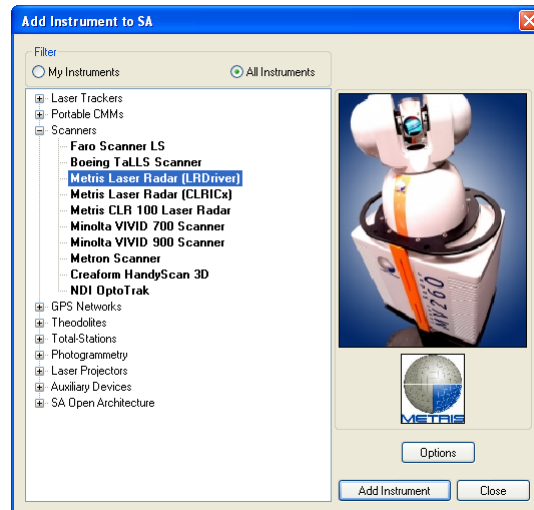 Add Instrument to SA
Filter
My Instruments
All Instruments
Laser Trackers
Portable CMMs
Scanners
Faro Scanner LS
Boeing TaLLS Scanner
Metris Laser Radar (LRDriver)
Metris Laser Radar (CLRICx)
Metris CLR 100 Laser Radar
Minolta VIVID 700 Scanner
Minolta VIVID 900 Scanner
Metron Scanner
Creaform HandyScan 3D
NDI OptoTrak
GPS Networks
Theodolites
Total-Stations
Photogrammetry
Laser Projectors
Auxiliary Devices
SA Open Architecture
MV260
METRIS
Options
Add Instrument
Close